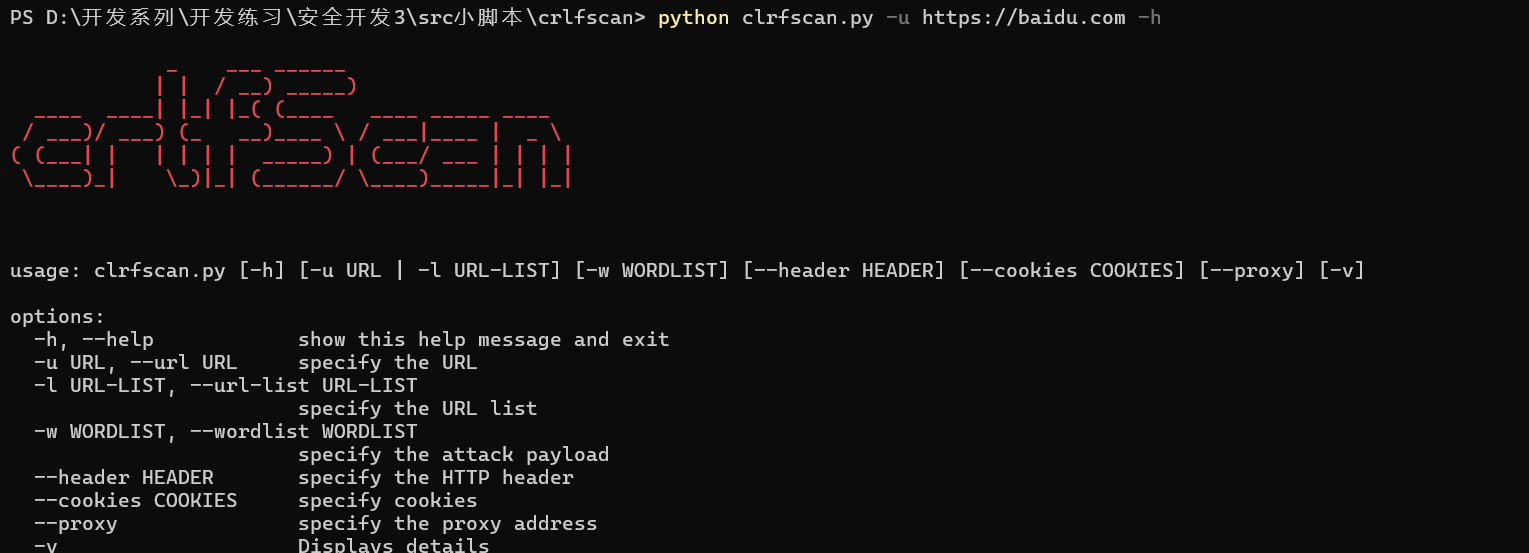 PS D:\开发系列\开发练习\安全开发3\src小脚本\crlfscan> python clrfscan.py -u https://baidu.com -h
crlfScan
usage: clrfscan.py [-h] [-u URL | -l URL-LIST] [-w WORDLIST] [--header HEADER] [--cookies COOKIES] [--proxy] [-v]
options:
-h, --help show this help message and exit
-u URL, --url URL specify the URL
-l URL-LIST, --url-list URL-LIST
specify the URL list
-w WORDLIST, --wordlist WORDLIST
specify the attack payload
--header HEADER specify the HTTP header
--cookies COOKIES specify cookies
--proxy specify the proxy address
-v Displays details